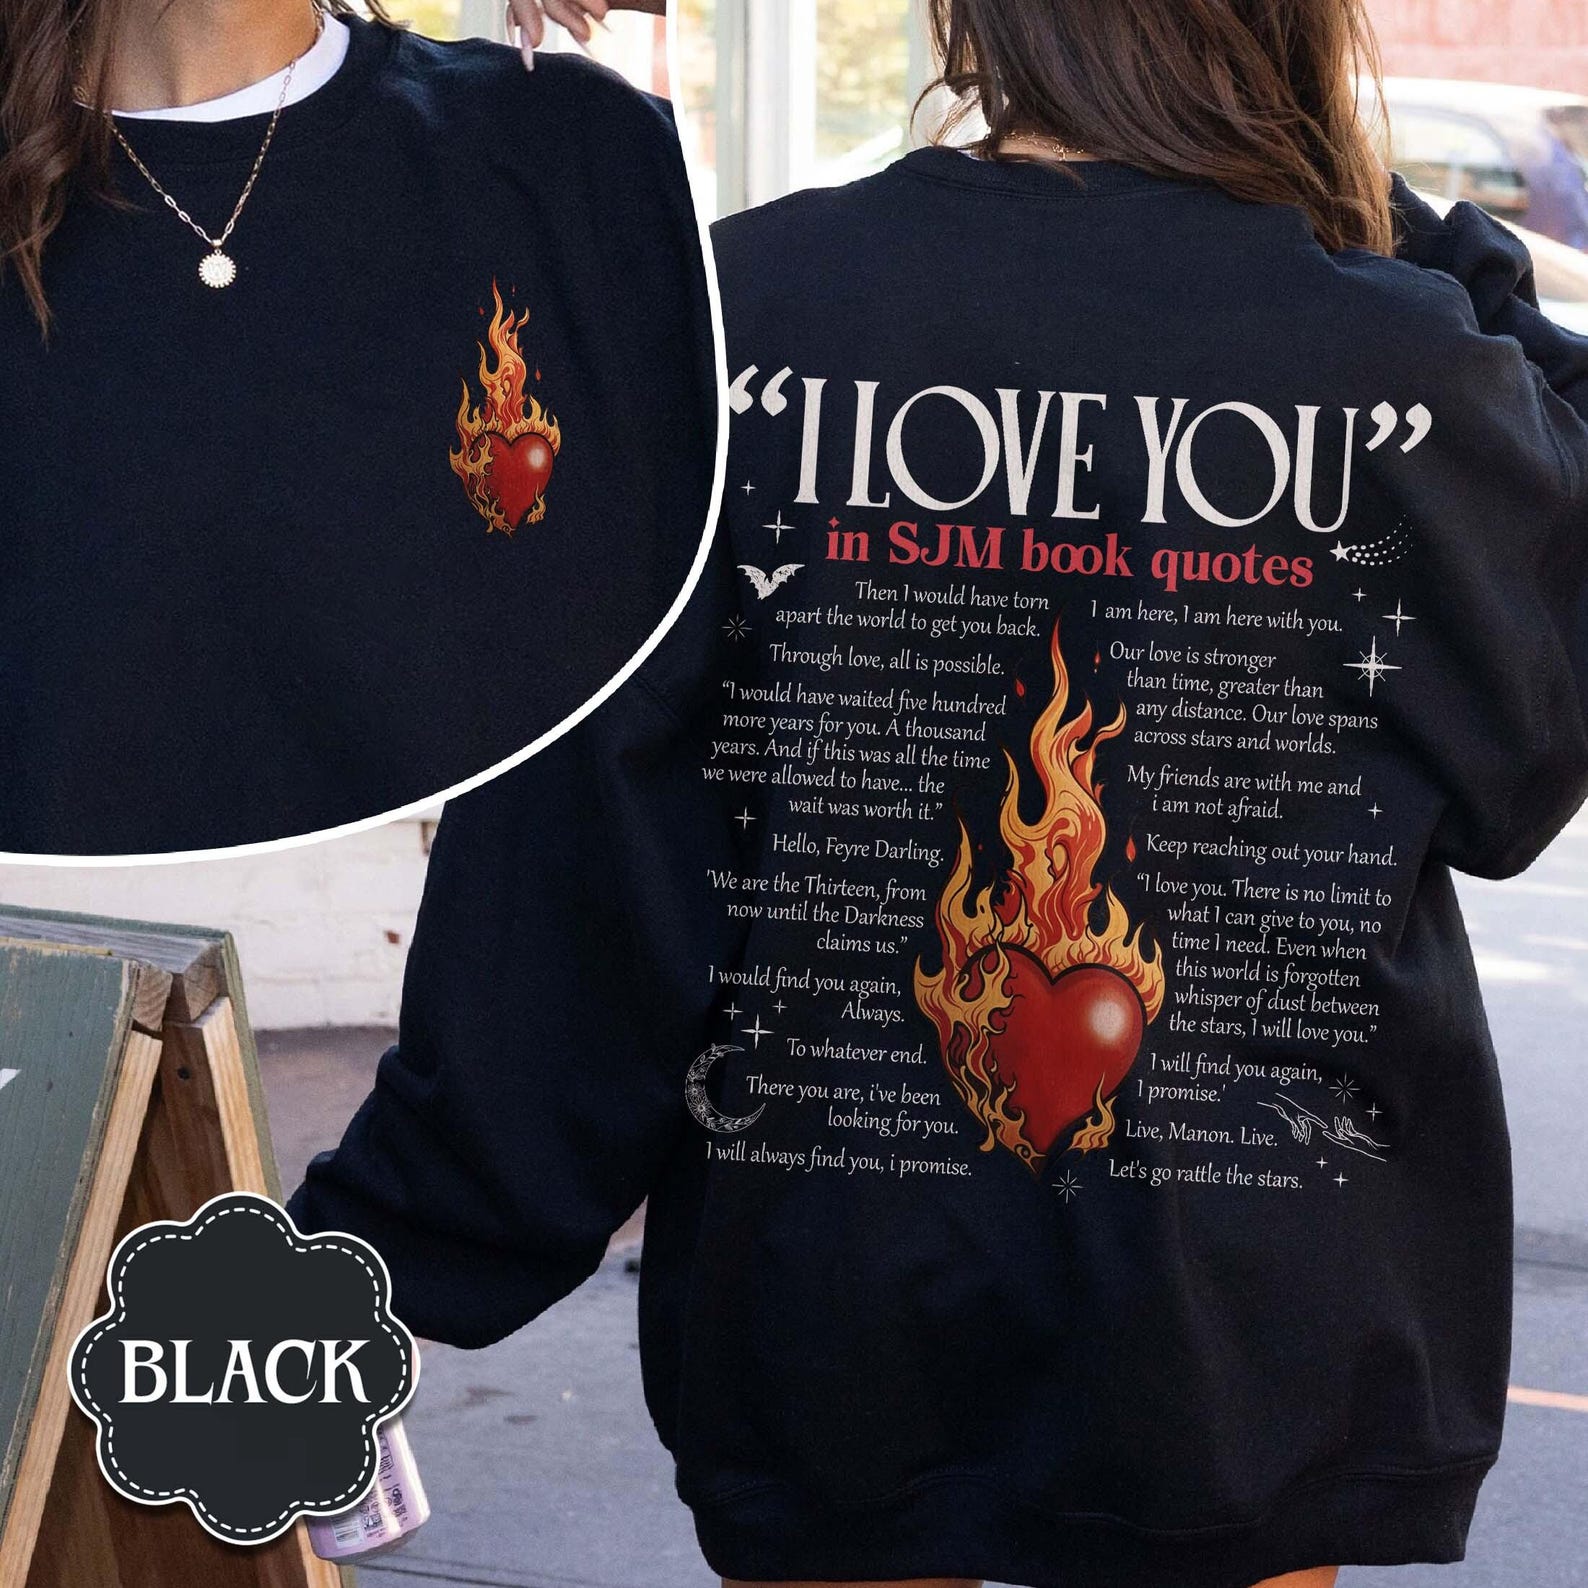 “I LOVE YOU”
in SJM book quotes
Then I would have torn
apart the world to get you back.
Through love, all is possible.
“I would have waited five hundred
more years for you. A thousand
years. And if this was all the time
we were allowed to have... the
wait was worth it.”
Hello, Feyre Darling.
'We are the Thirteen, from
now until the Darkness
claims us.”
I would find you again,
Always.
To whatever end.
There you are, i've been
looking for you.
I will always find you, i promise.
I am here, I am here with you.
Our love is stronger
than time, greater than
any distance. Our love spans
across stars and worlds.
My friends are with me and
i am not afraid.
Keep reaching out your hand.
“I love you. There is no limit to
what I can give to you, no
time I need. Even when
this world is forgotten
whisper of dust between
the stars, I will love you.”
I will find you again,
I promise.'
Live, Manon. Live.
Let's go rattle the stars.
BLACK